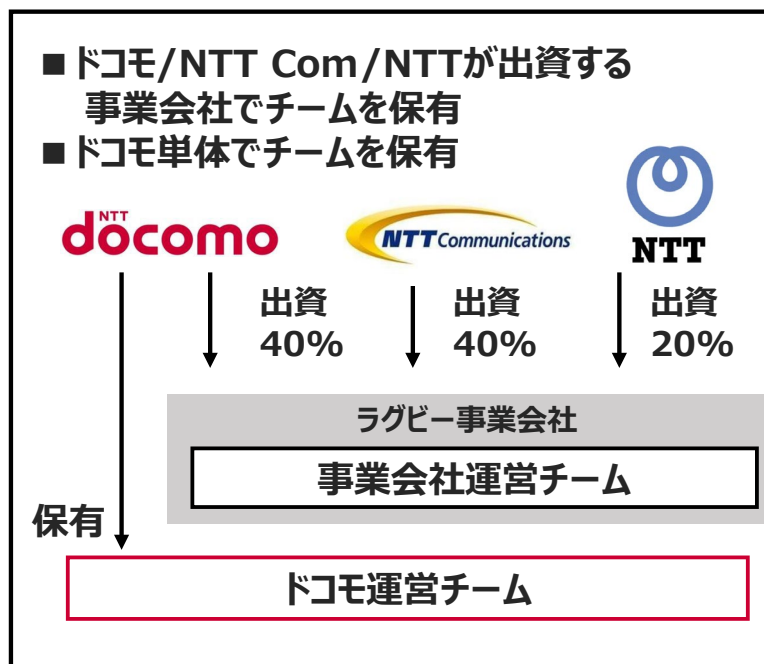 ■ドコモ/NTT Com/NTTが出資する
事業会社でチームを保有
■ドコモ単体でチームを保有
NTT
docomo
NTT Communications
NTT
出資
40%
出資
40%
出資
20%
ラグビー事業会社
事業会社運営チーム
保有
ドコモ運営チーム